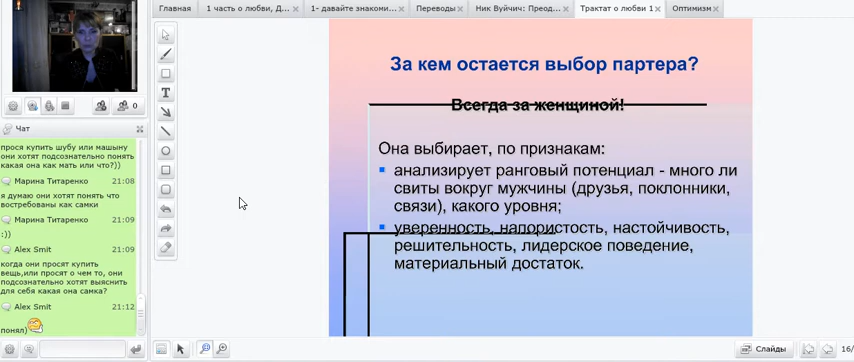 Главная
1 часть о любви, Д...
1- давайте знакоми...
Переводы
Ник Вуйчич: Преод...
Трактат о любви 1
Оптимизм
0
Чат
прося купить шубу или машыну
они хотят подсознательно понять
какая она как мать или что?))
Марина Титаренко 21:08
я думаю они хотят понять что
востребованы как самки
Марина Титаренко 21:09
:))
Alex Smit 21:09
когда они просят купить
вещь,или просят о чем то, они
подсознательно хотят выяснить
для себя какая она самка?
Alex Smit 21:12
понял)
T
За кем остается выбор партера?
Всегда за женщиной!
Она выбирает, по признакам:
анализирует ранговый потенциал - много ли
свиты вокруг мужчины (друзья, поклонники,
связи), какого уровня;
уверенность, напористость, настойчивость,
решительность, лидерское поведение,
материальный достаток.
Слайды
16/